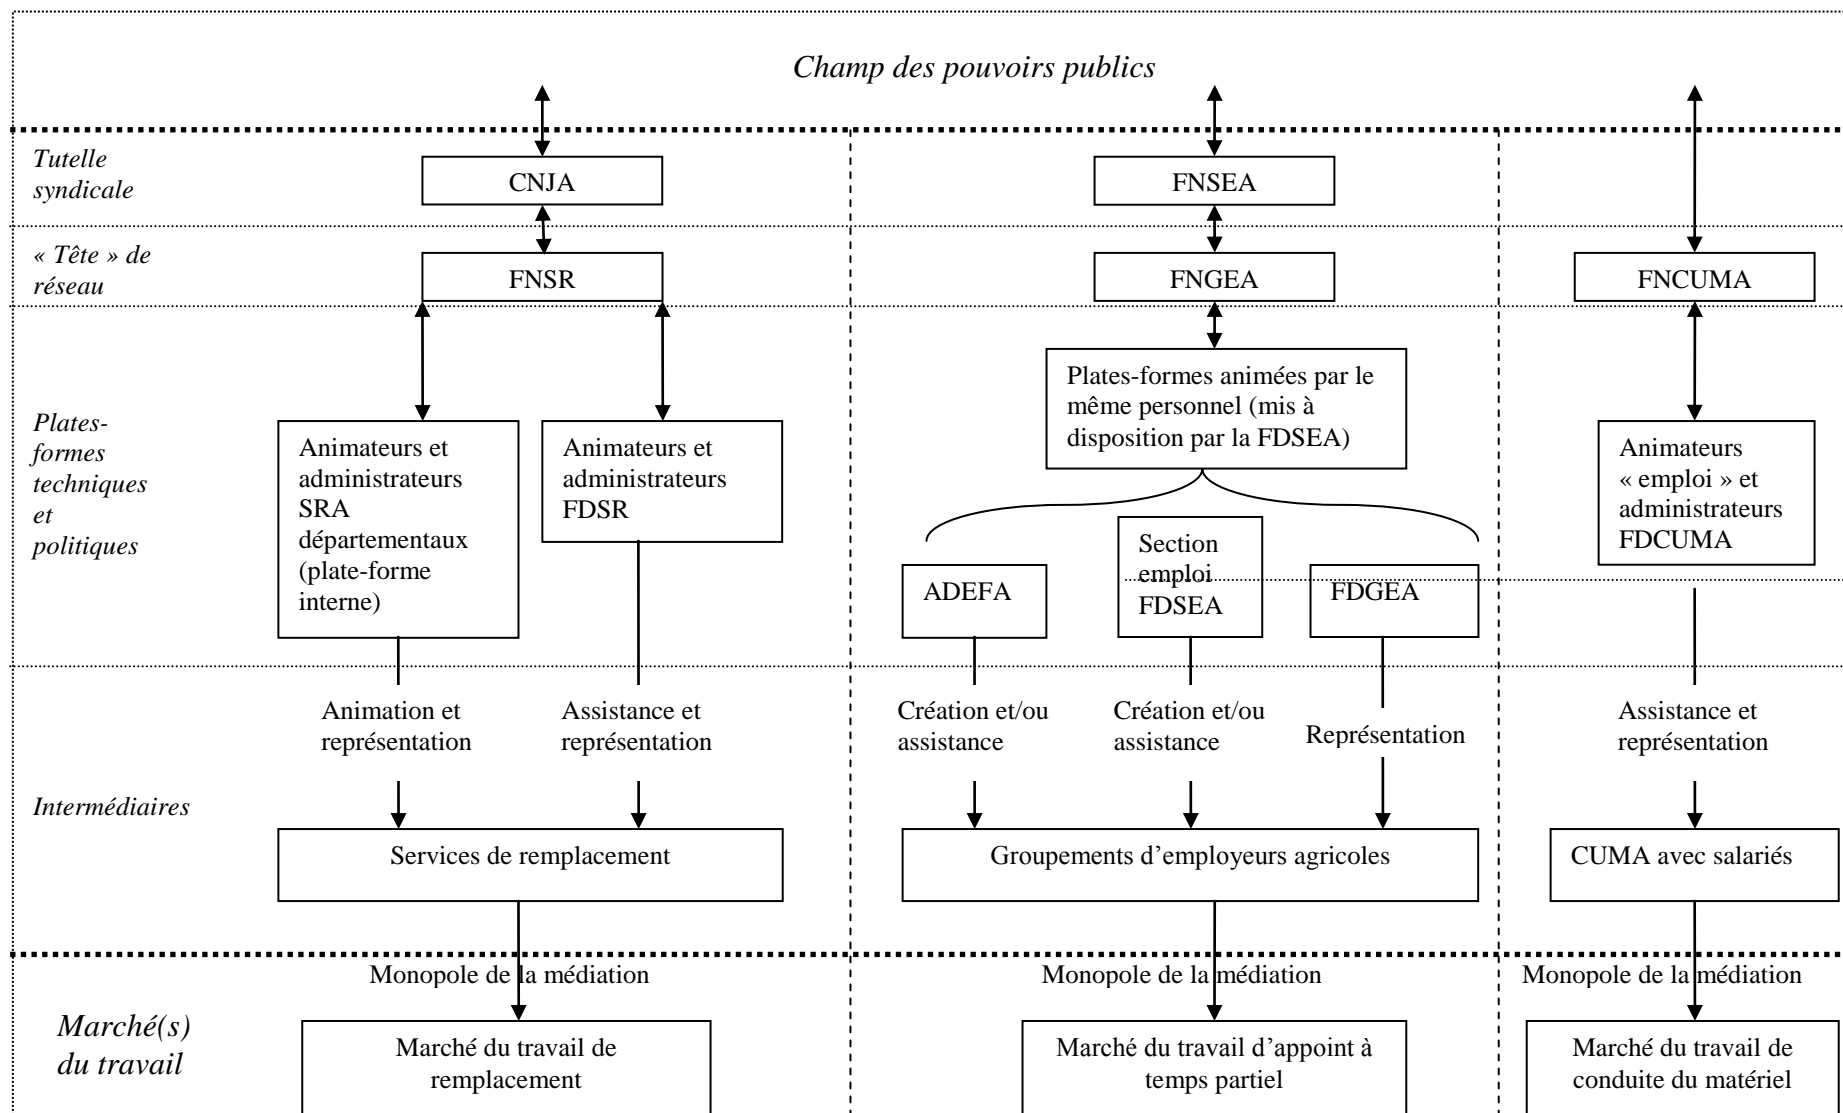 Champ des pouvoirs publics
Tutelle
syndicale
CNJA
FNSEA
« Tête » de
réseau
FNSR
FNGEA
FNCUMA
Plates-
formes
techniques
et
politiques
Animateurs et
administrateurs
SRA
départementaux
(plate-forme
interne)
Animateurs et
administrateurs
FDSR
Plates-formes animées par le
même personnel (mis à
disposition par la FDSEA)
ADEFA
Section
emploi
FDSEA
FDGEA
Animateurs
« emploi » et
administrateurs
FDCUMA
Animation et
représentation
Assistance et
représentation
Création et/ou
assistance
Création et/ou
assistance
Représentation
Assistance et
représentation
Intermédiaires
Services de remplacement
Groupements d’employeurs agricoles
CUMA avec salariés
Monopole de la médiation
Monopole de la médiation
Monopole de la médiation
Marché(s)
du travail
Marché du travail de
remplacement
Marché du travail d’appoint à
temps partiel
Marché du travail de
conduite du matériel